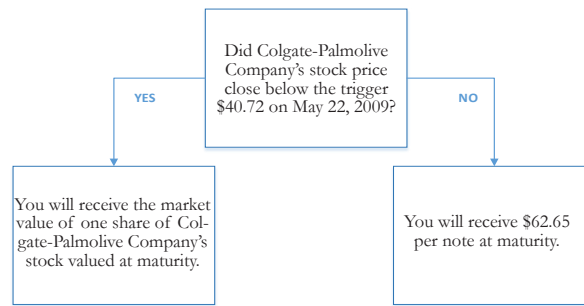 Did Colgate-Palmolive
Company's stock price
close below the trigger
$40.72 on May 22, 2009?
YES
NO
You will receive the market
value of one share of Col-
gate-Palmolive Company's
stock valued at maturity.
You will receive $62.65
per note at maturity.